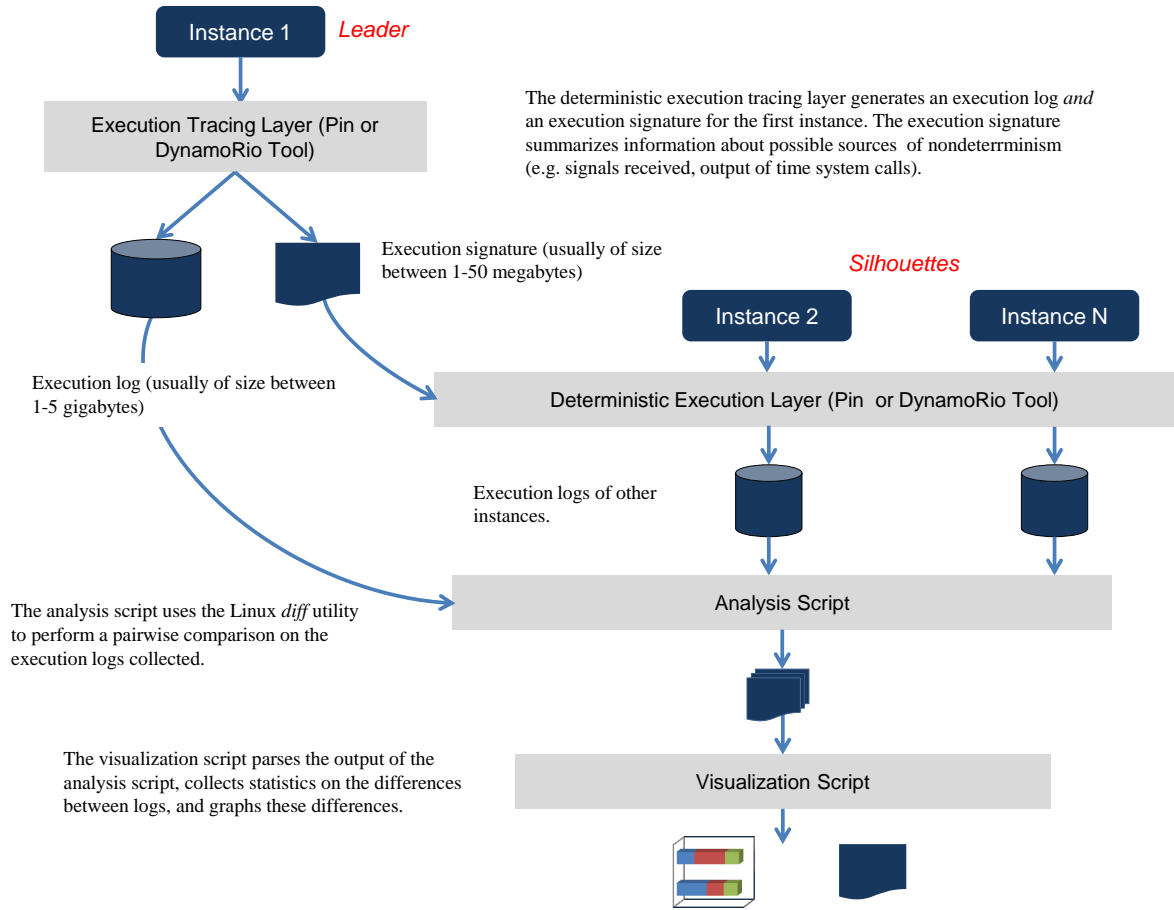 Instance 1
Leader
The deterministic execution tracing layer generates an execution log and
an execution signature for the first instance. The execution signature
summarizes information about possible sources of nondeterminism
(e.g. signals received, output of time system calls).
Execution Tracing Layer (Pin or
DynamoRio Tool)
Execution signature (usually of size
between 1-50 megabytes)
Silhouettes
Instance 2
Instance N
Execution log (usually of size between
1-5 gigabytes)
Deterministic Execution Layer (Pin or DynamoRio Tool)
Execution logs of other
instances.
Analysis Script
The analysis script uses the Linux diff utility
to perform a pairwise comparison on the
execution logs collected.
The visualization script parses the output of the
analysis script, collects statistics on the differences
between logs, and graphs these differences.
Visualization Script